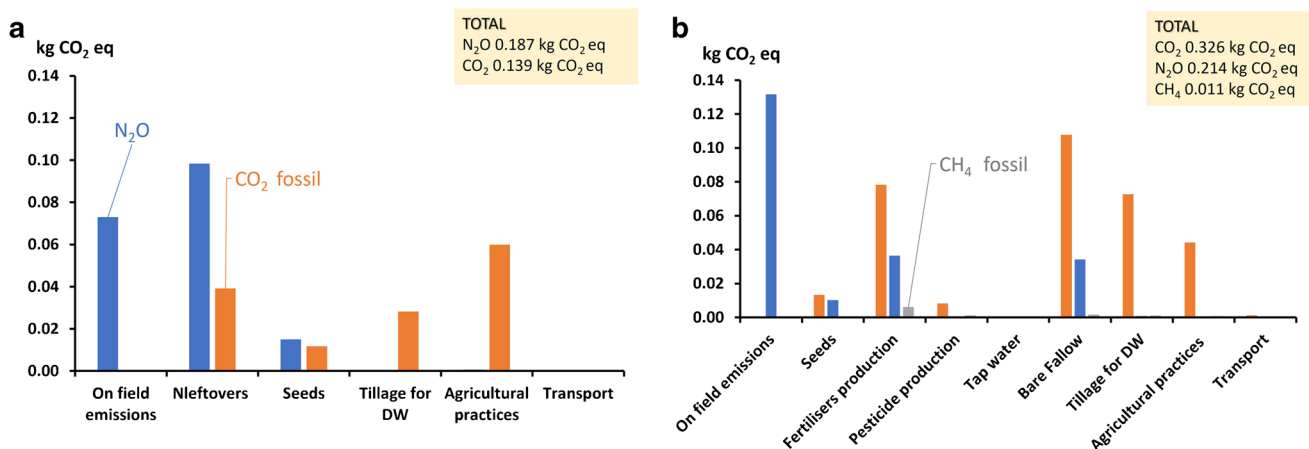 a
kg CO₂ eq
TOTAL
N₂O 0.187 kg CO₂ eq
CO₂ 0.139 kg CO₂ eq
0.14
0.12
0.10
0.08
0.06
0.04
0.02
0.00
N₂O
CO₂ fossil
On field
emissions
Nleftovers
Seeds
Tillage for
DW
Agricultural
practices
Transport
b
kg CO₂ eq
TOTAL
CO₂ 0.326 kg CO₂ eq
N₂O 0.214 kg CO₂ eq
CH₄ 0.011 kg CO₂ eq
0.14
0.12
0.10
0.08
0.06
0.04
0.02
0.00
CH₄ fossil
On field emissions
Seeds
Fertilisers production
Pesticide production
Tap water
Bare Fallow
Tillage for DW
Agricultural practices
Transport